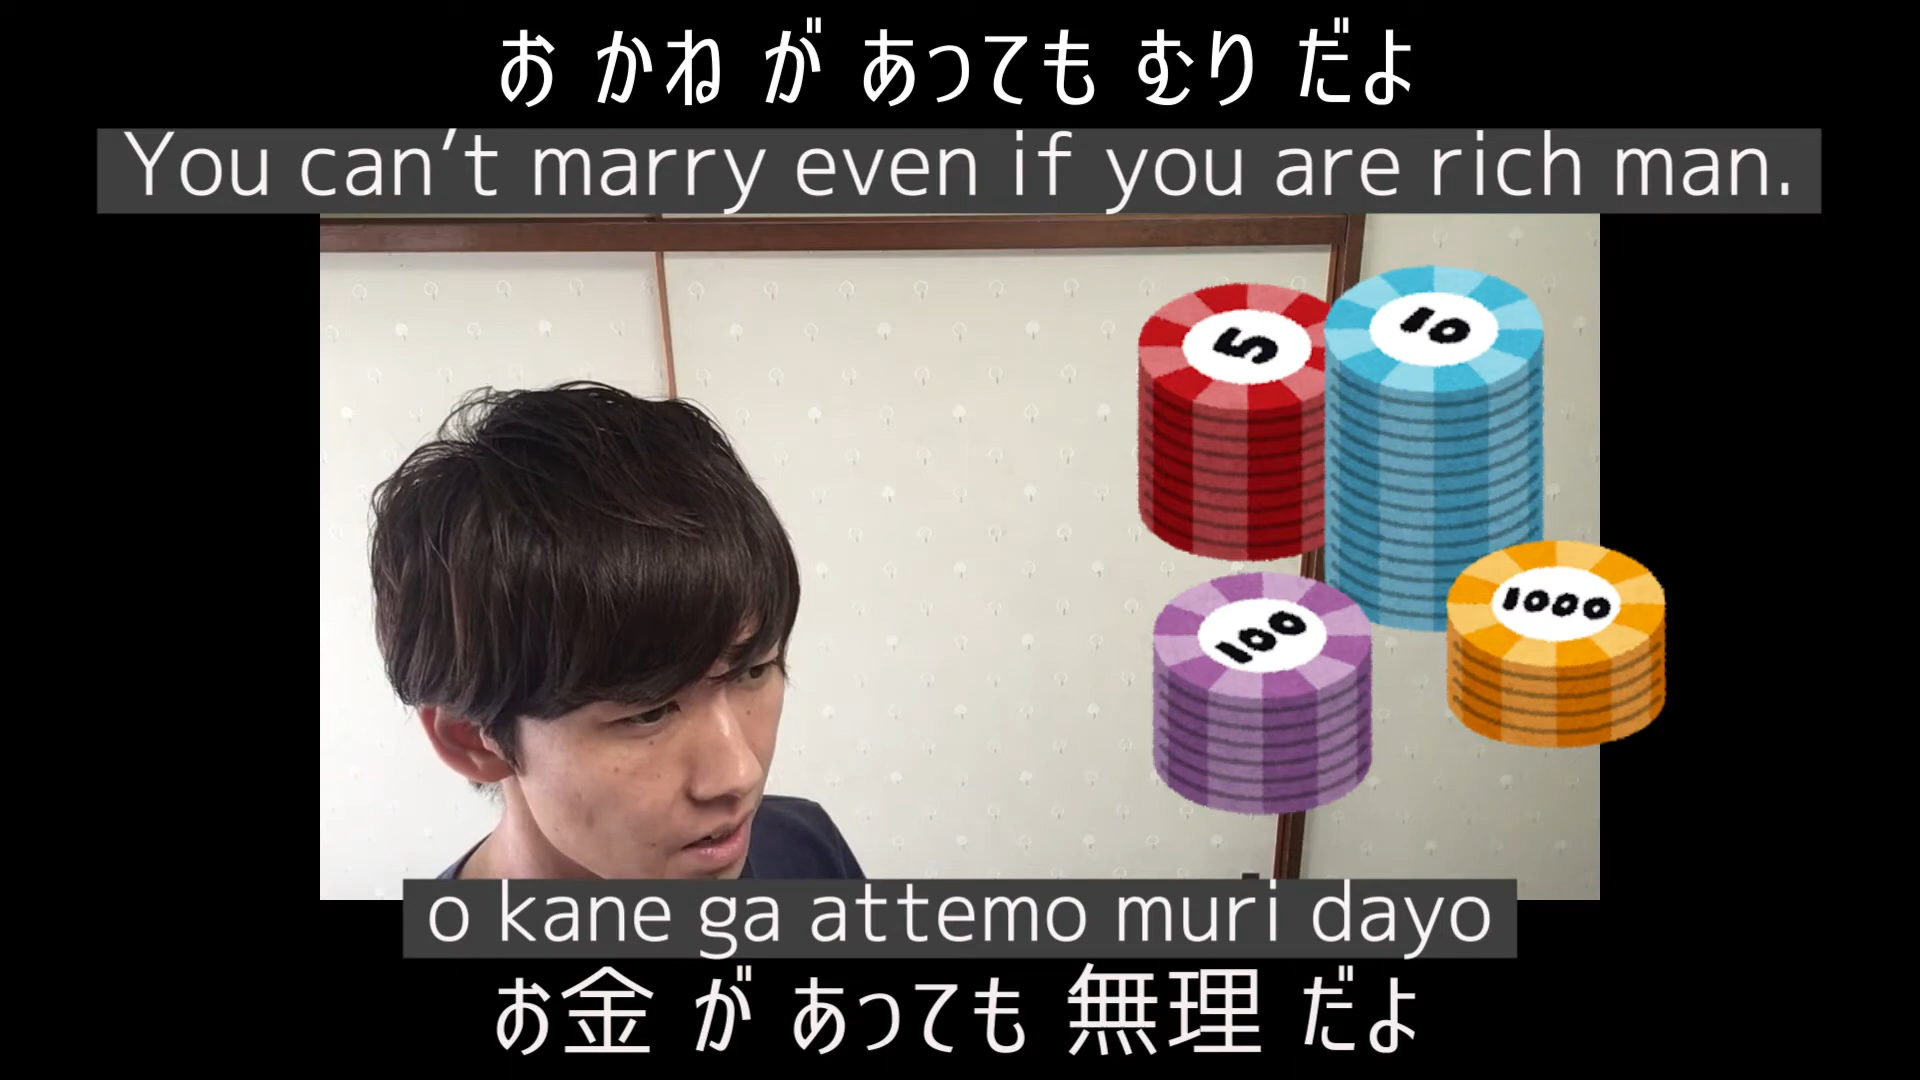 お かね が あっても むり だよ
You can't marry even if you are rich man.
5
10
100
1000
o kane ga attemo muri dayo
お金 が あっても 無理 だよ